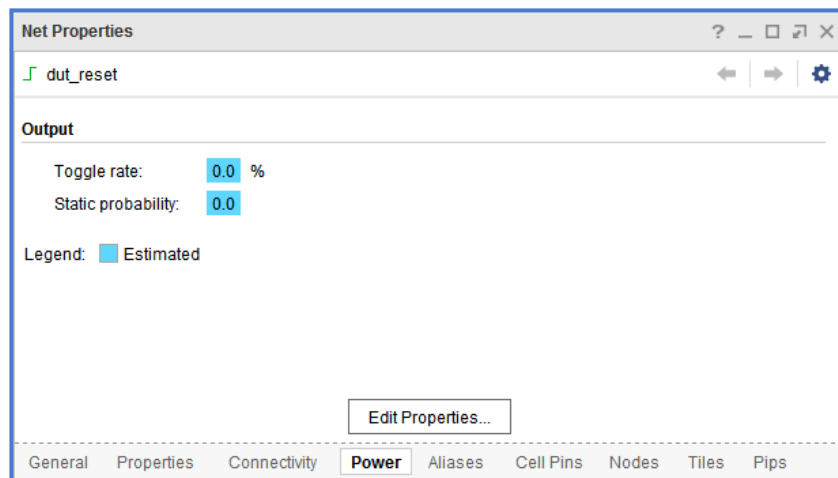 Net Properties
dut_reset
Output
Toggle rate: 0.0 %
Static probability: 0.0
Legend: Estimated
Edit Properties...
General Properties Connectivity Power Aliases Cell Pins Nodes Tiles Pips